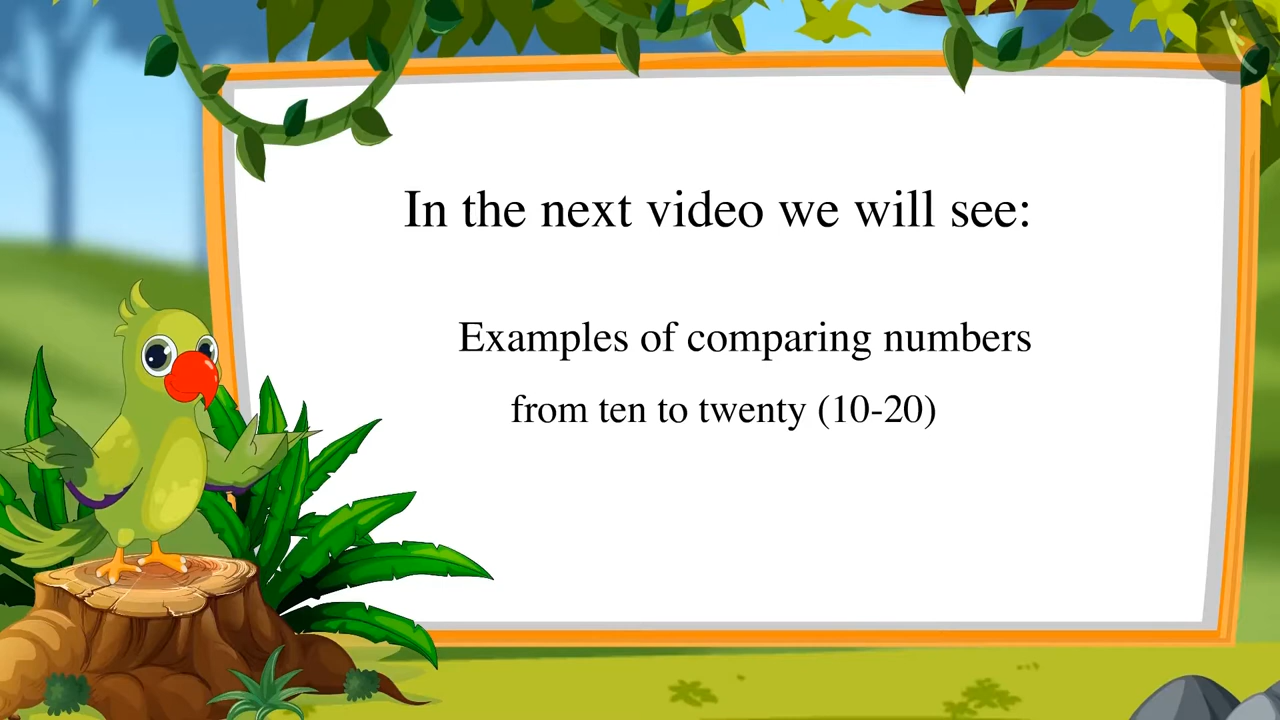 In the next video we will see:
Examples of comparing numbers
from ten to twenty (10-20)